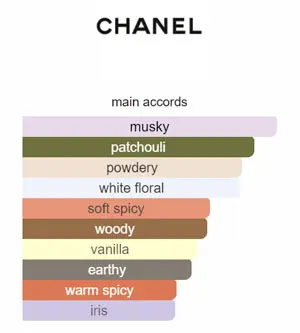 CHANEL
main accords
musky
patchouli
powdery
white floral
soft spicy
woody
vanilla
earthy
warm spicy
iris